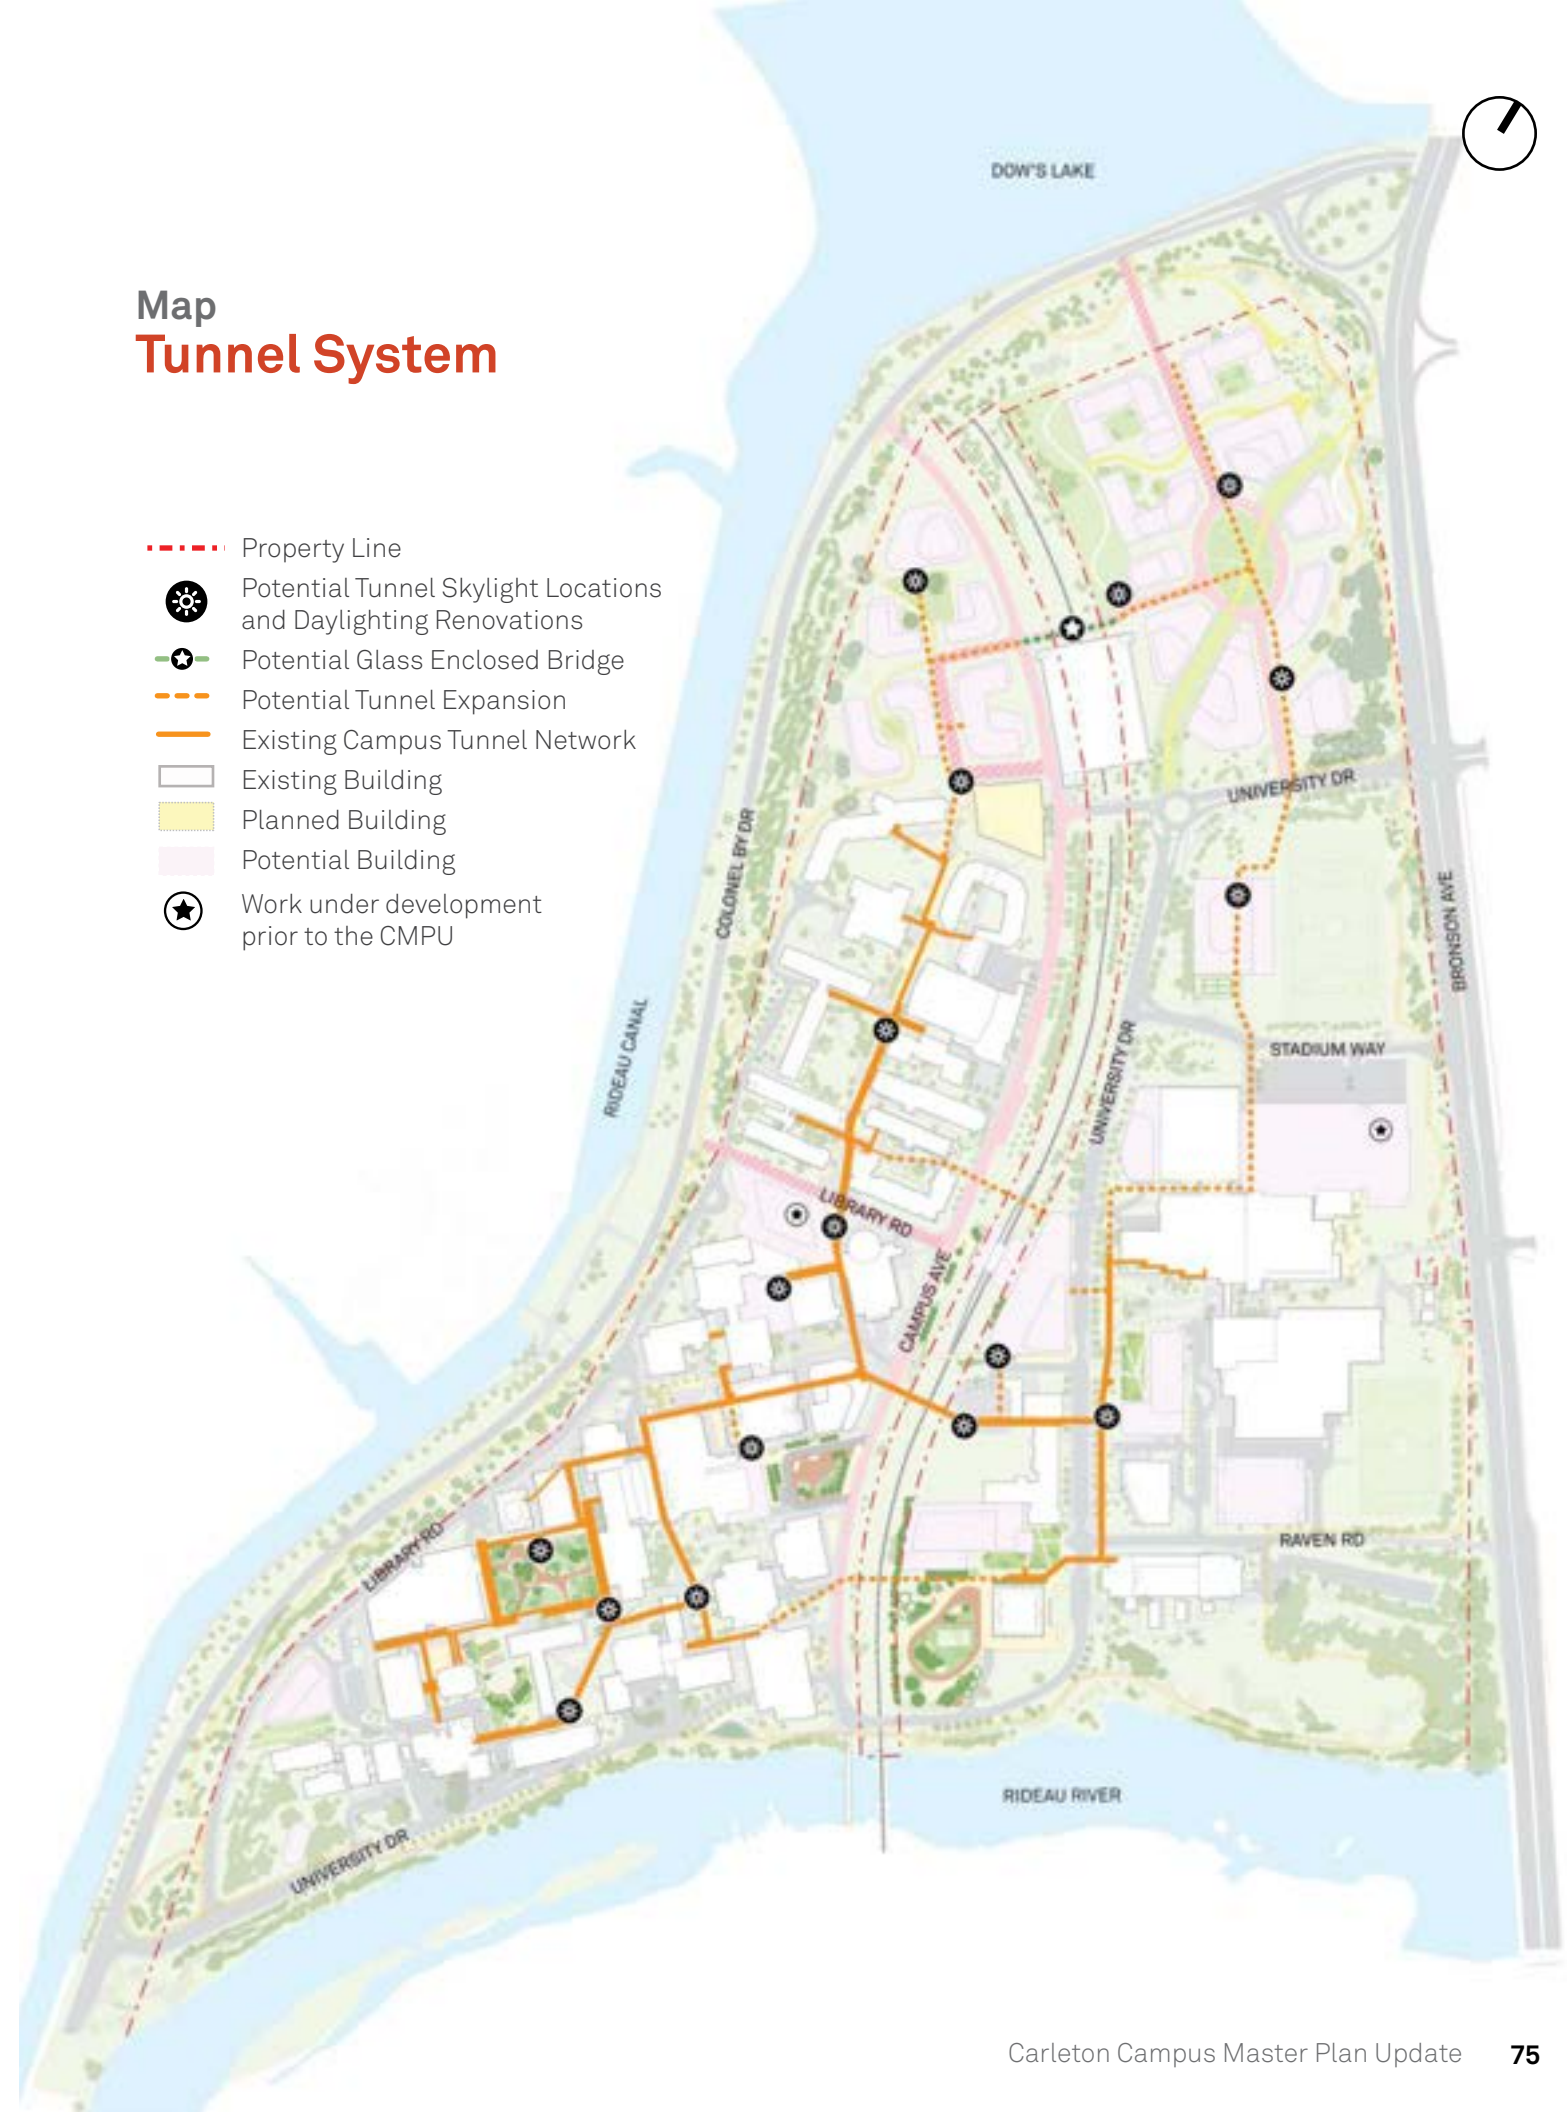 DOW'S LAKE
Map
Tunnel System
Property Line
Potential Tunnel Skylight Locations
and Daylighting Renovations
Potential Glass Enclosed Bridge
Potential Tunnel Expansion
Existing Campus Tunnel Network
Existing Building
Planned Building
Potential Building
Work under development
prior to the CMPU
UNIVERSITY DR
COLONEL BY DR
BRONSON AVE
RIDEAU CANAL
STADIUM WAY
UNIVERSITY DR
LIBRARY RD
CAMPUS AVE
LIBRARY RD
RAVEN RD
RIDEAU RIVER
UNIVERSITY DR
Carleton Campus Master Plan Update 75